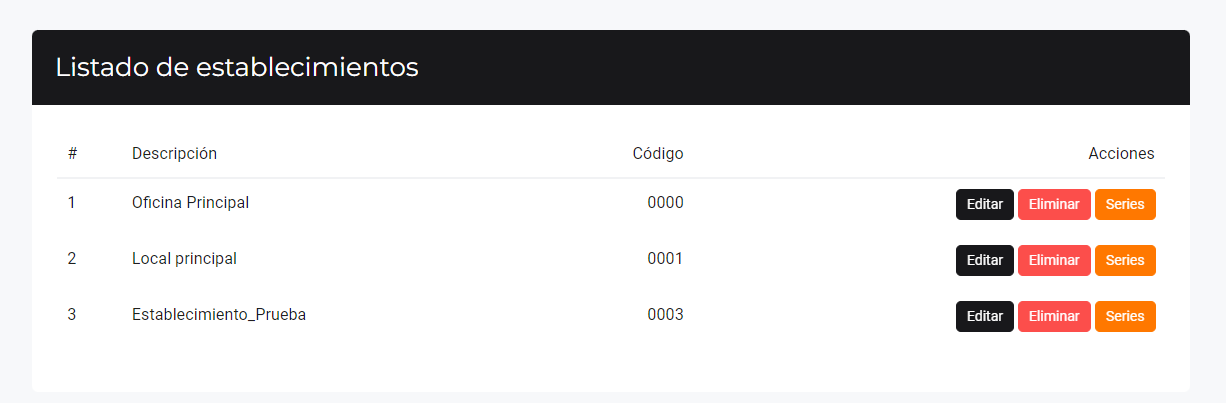 Listado de establecimientos
# Descripción Código Acciones
1 Oficina Principal 0000 Editar Eliminar Series
2 Local principal 0001 Editar Eliminar Series
3 Establecimiento_Prueba 0003 Editar Eliminar Series